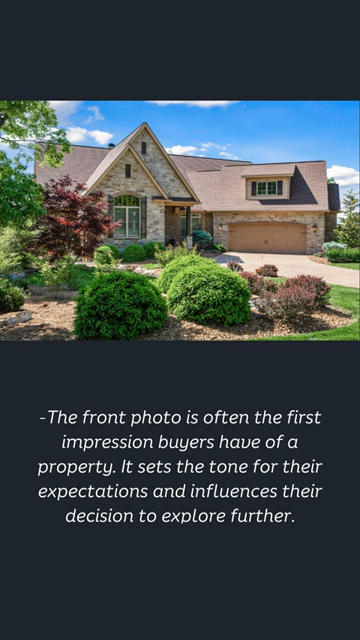 -The front photo is often the first
impression buyers have of a
property. It sets the tone for their
expectations and influences their
decision to explore further.